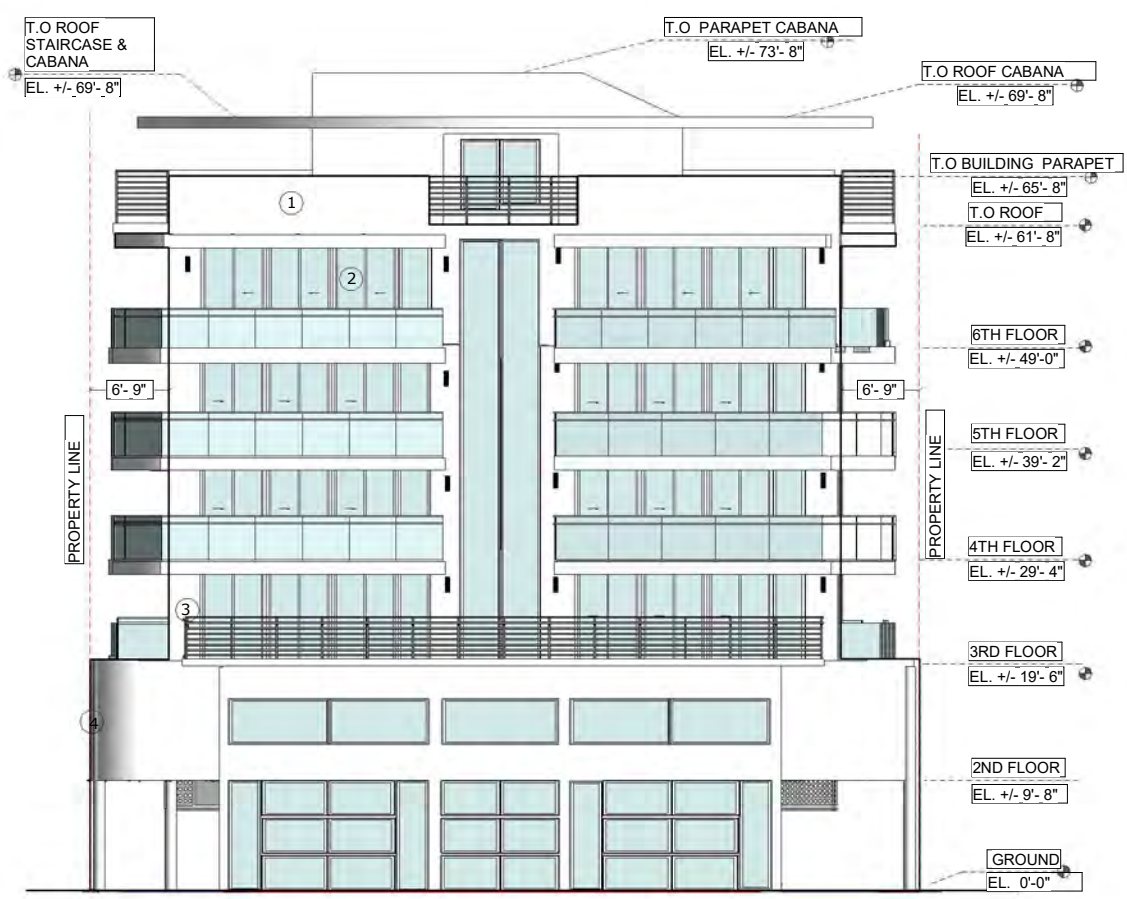 T.O ROOF
STAIRCASE &
CABANA
EL. +/- 69'- 8"
T.O PARAPET CABANA
EL. +/- 73'- 8"
T.O ROOF CABANA
EL. +/- 69'- 8"
T.O BUILDING PARAPET
EL. +/- 65'- 8"
T.O ROOF
EL. +/- 61'- 8"
1
2
6TH FLOOR
EL. +/- 49'-0"
6'- 9"
6'- 9"
PROPERTY LINE
PROPERTY LINE
5TH FLOOR
EL. +/- 39'- 2"
4TH FLOOR
EL. +/- 29'- 4"
3
3RD FLOOR
EL. +/- 19'- 6"
4
2ND FLOOR
EL. +/- 9'- 8"
GROUND
EL. 0'-0"